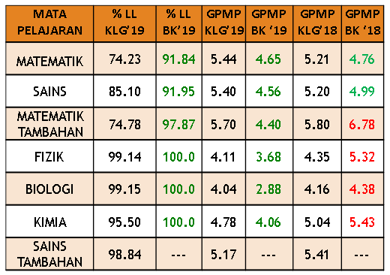 MATA PELAJARAN % LL KLG'19 % LL BK'19 GPMP KLG'19 GPMP BK '19 GPMP KLG'18 GPMP BK '18
MATEMATIK 74.23 91.84 5.44 4.65 5.21 4.76
SAINS 85.10 91.95 5.40 4.56 5.20 4.99
MATEMATIK TAMBAHAN 74.78 97.87 5.70 4.40 5.80 6.78
FIZIK 99.14 100.0 4.11 3.68 4.35 5.32
BIOLOGI 99.15 100.0 4.04 2.88 4.16 4.38
KIMIA 95.50 100.0 4.78 4.06 5.04 5.43
SAINS TAMBAHAN 98.84 --- 5.17 --- 5.41 ---